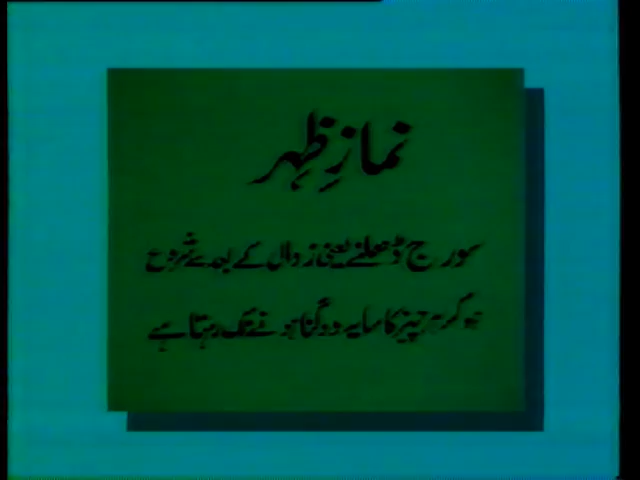 نمازِ ظہر
سورج ڈھلنے یعنی زوال کے بعد سے شروع
ہو کر ہر چیز کا سایہ دوگنا ہونے تک رہتا ہے